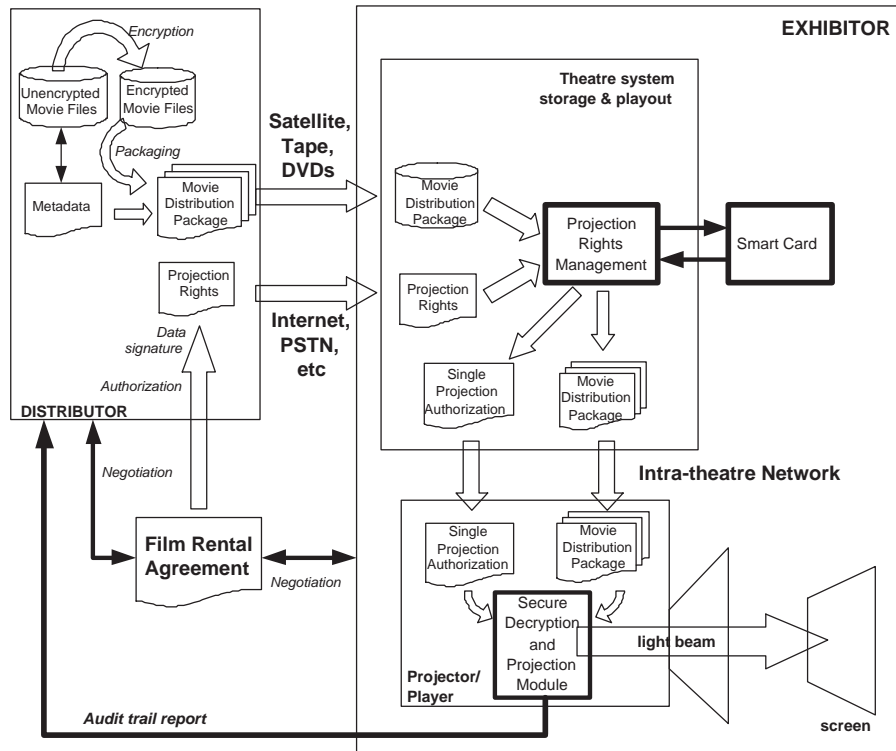 Encryption
Unencrypted
Movie Files
Encrypted
Movie Files
Packaging
Metadata
Movie
Distribution
Package
Projection
Rights
Data
signature
Authorization
DISTRIBUTOR
Satellite,
Tape,
DVDs
Internet,
PSTN,
etc
EXHIBITOR
Theatre system
storage & playout
Movie
Distribution
Package
Projection
Rights
Projection
Rights
Management
Smart Card
Single
Projection
Authorization
Movie
Distribution
Package
Intra-theatre Network
Negotiation
Film Rental
Agreement
Negotiation
Single
Projection
Authorization
Movie
Distribution
Package
Secure
Decryption
and
Projection
Module
light beam
Projector/
Player
screen
Audit trail report